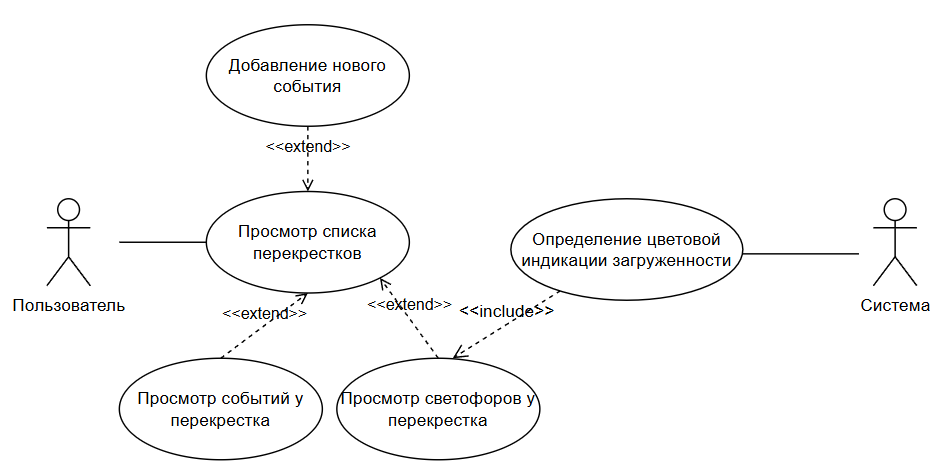 Добавление нового
события
<<extend>>
Просмотр списка
перекрестков
Определение цветовой
индикации загруженности
Пользователь
Система
<<extend>>
<<extend>>
<<include>>
Просмотр событий у
перекрестка
Просмотр светофоров у
перекрестка